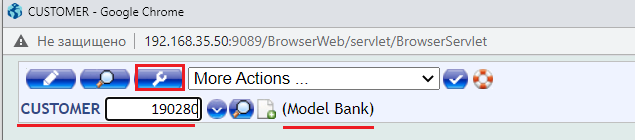 CUSTOMER - Google Chrome
Не защищено 192.168.35.50:9089/BrowserWeb/servlet/BrowserServlet
More Actions ...
CUSTOMER 190280 (Model Bank)